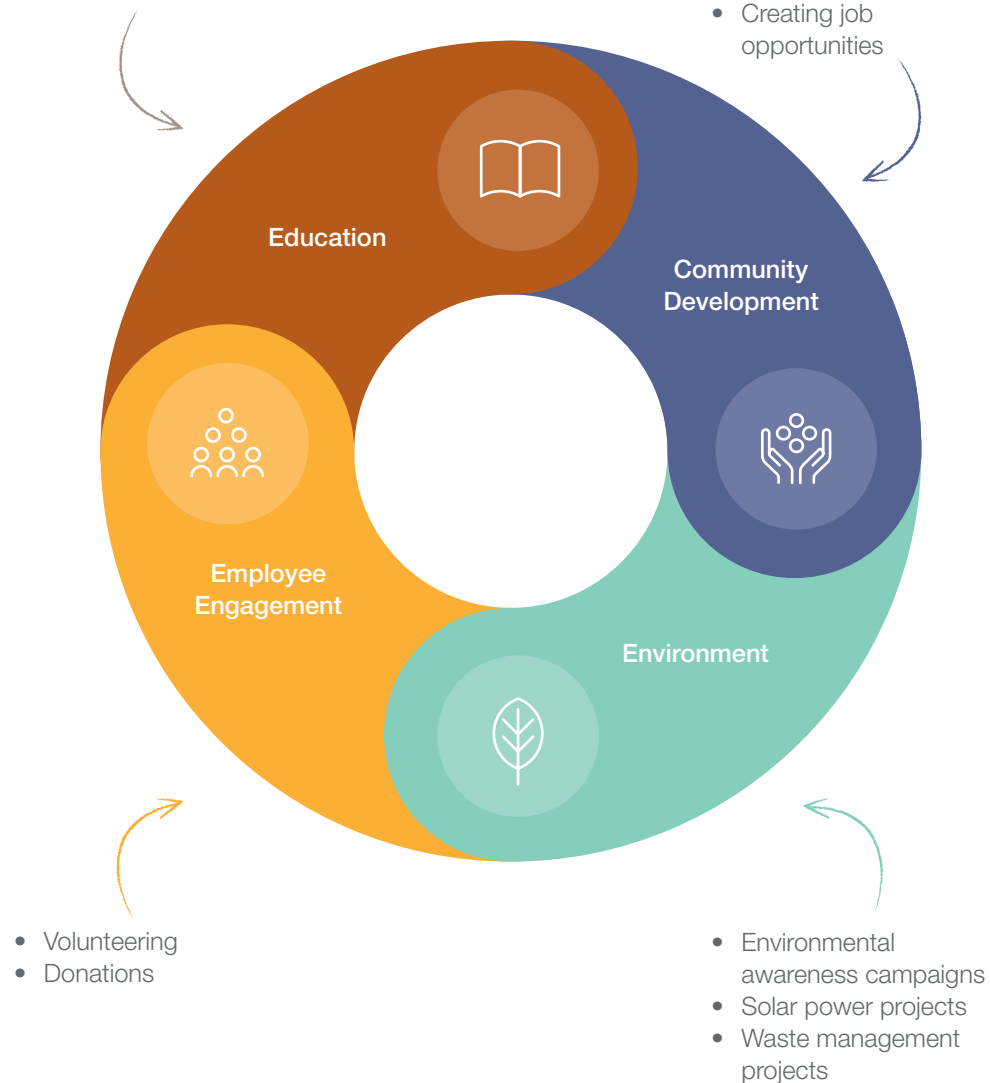 • Creating job
opportunities
Education
Community
Development
Employee
Engagement
Environment
• Volunteering
• Donations
• Environmental
awareness campaigns
• Solar power projects
• Waste management
projects